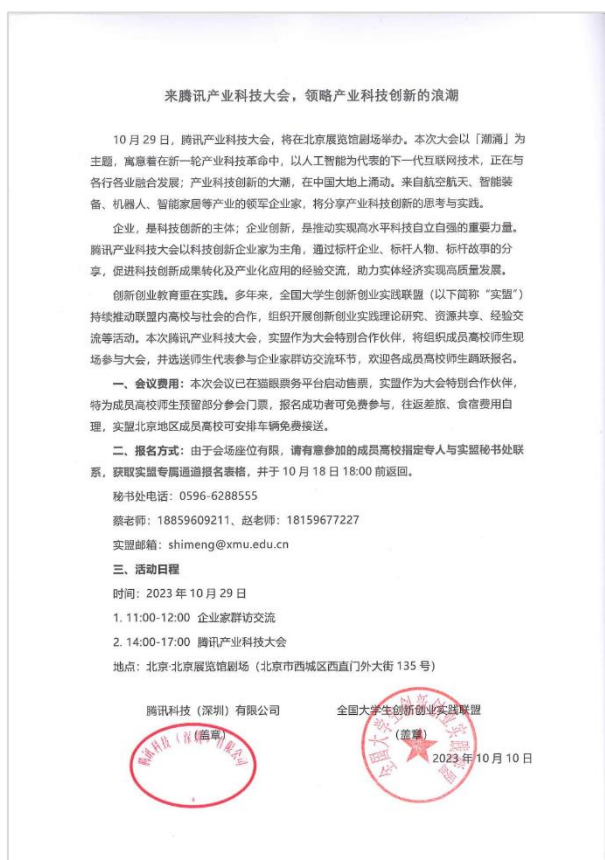 来腾讯产业科技大会，领略产业科技创新的浪潮
10 月 29 日，腾讯产业科技大会，将在北京展览馆剧场举办。本次大会以「潮涌」为
主题，寓意着在新一轮产业科技革命中，以人工智能为代表的下一代互联网技术，正在与
各行各业融合发展；产业科技创新的大潮，在中国大地上涌动。来自航空航天、智能装
备、机器人、智能家居等产业的领军企业家，将分享产业科技创新的思考与实践。
企业，是科技创新的主体；企业创新，是推动实现高水平科技自立自强的重要力量。
腾讯产业科技大会以科技创新企业家为主角，通过标杆企业、标杆人物、标杆故事的分
享，促进科技创新成果转化及产业化应用的经验交流，助力实体经济实现高质量发展。
创新创业教育重在实践。多年来，全国大学生创新创业实践联盟（以下简称“实盟”）
持续推动联盟内高校与社会的合作，组织开展创新创业实践理论研究、资源共享、经验交
流等活动。本次腾讯产业科技大会，实盟作为大会特别合作伙伴，将组织成员高校师生现
场参与大会，并选送师生代表参与企业家群访交流环节，欢迎各成员高校师生踊跃报名。
一、会议费用：本次会议已在猫眼票务平台启动售票，实盟作为大会特别合作伙伴，
特为成员高校师生预留部分参会门票，报名成功者可免费参与，往返差旅、食宿费用自
理，实盟北京地区成员高校可安排车辆免费接送。
二、报名方式：由于会场座位有限，请有意参加的成员高校指定专人与实盟秘书处联
系，获取实盟专属通道报名表格，并于 10 月 18 日 18:00 前返回。
秘书处电话：0596-6288555
蔡老师：18859609211、赵老师：18159677227
实盟邮箱：shimeng@xmu.edu.cn
三、活动日程
时间：2023 年 10 月 29 日
1. 11:00-12:00 企业家群访交流
2. 14:00-17:00 腾讯产业科技大会
地点：北京·北京展览馆剧场（北京市西城区西直门外大街 135 号）
腾讯科技（深圳）有限公司
全国大学生创新创业实践联盟
（盖章）
（盖章）
腾讯科技（深圳）有限公司
全国大学生创新创业实践联盟
2023 年 10 月 10 日